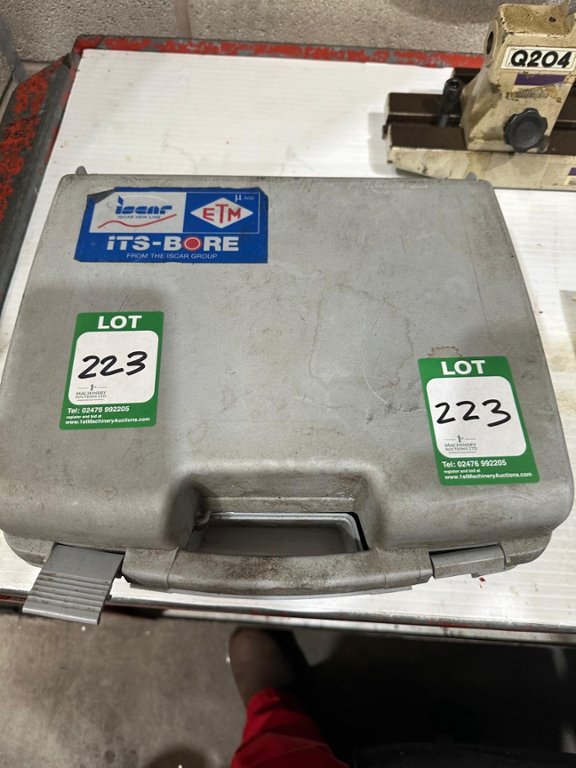 Q204
iscar
ISCAR NEW LINE
ETM
iTS-BORE
FROM THE ISCAR GROUP
LOT
223
1st
MACHINERY
AUCTIONS LTD
Tel: 02476 992205
register and bid at
www.1stMachineryAuctions.com
LOT
223
1st
MACHINERY
AUCTIONS LTD
Tel: 02476 992205
register and bid at
www.1stMachineryAuctions.com